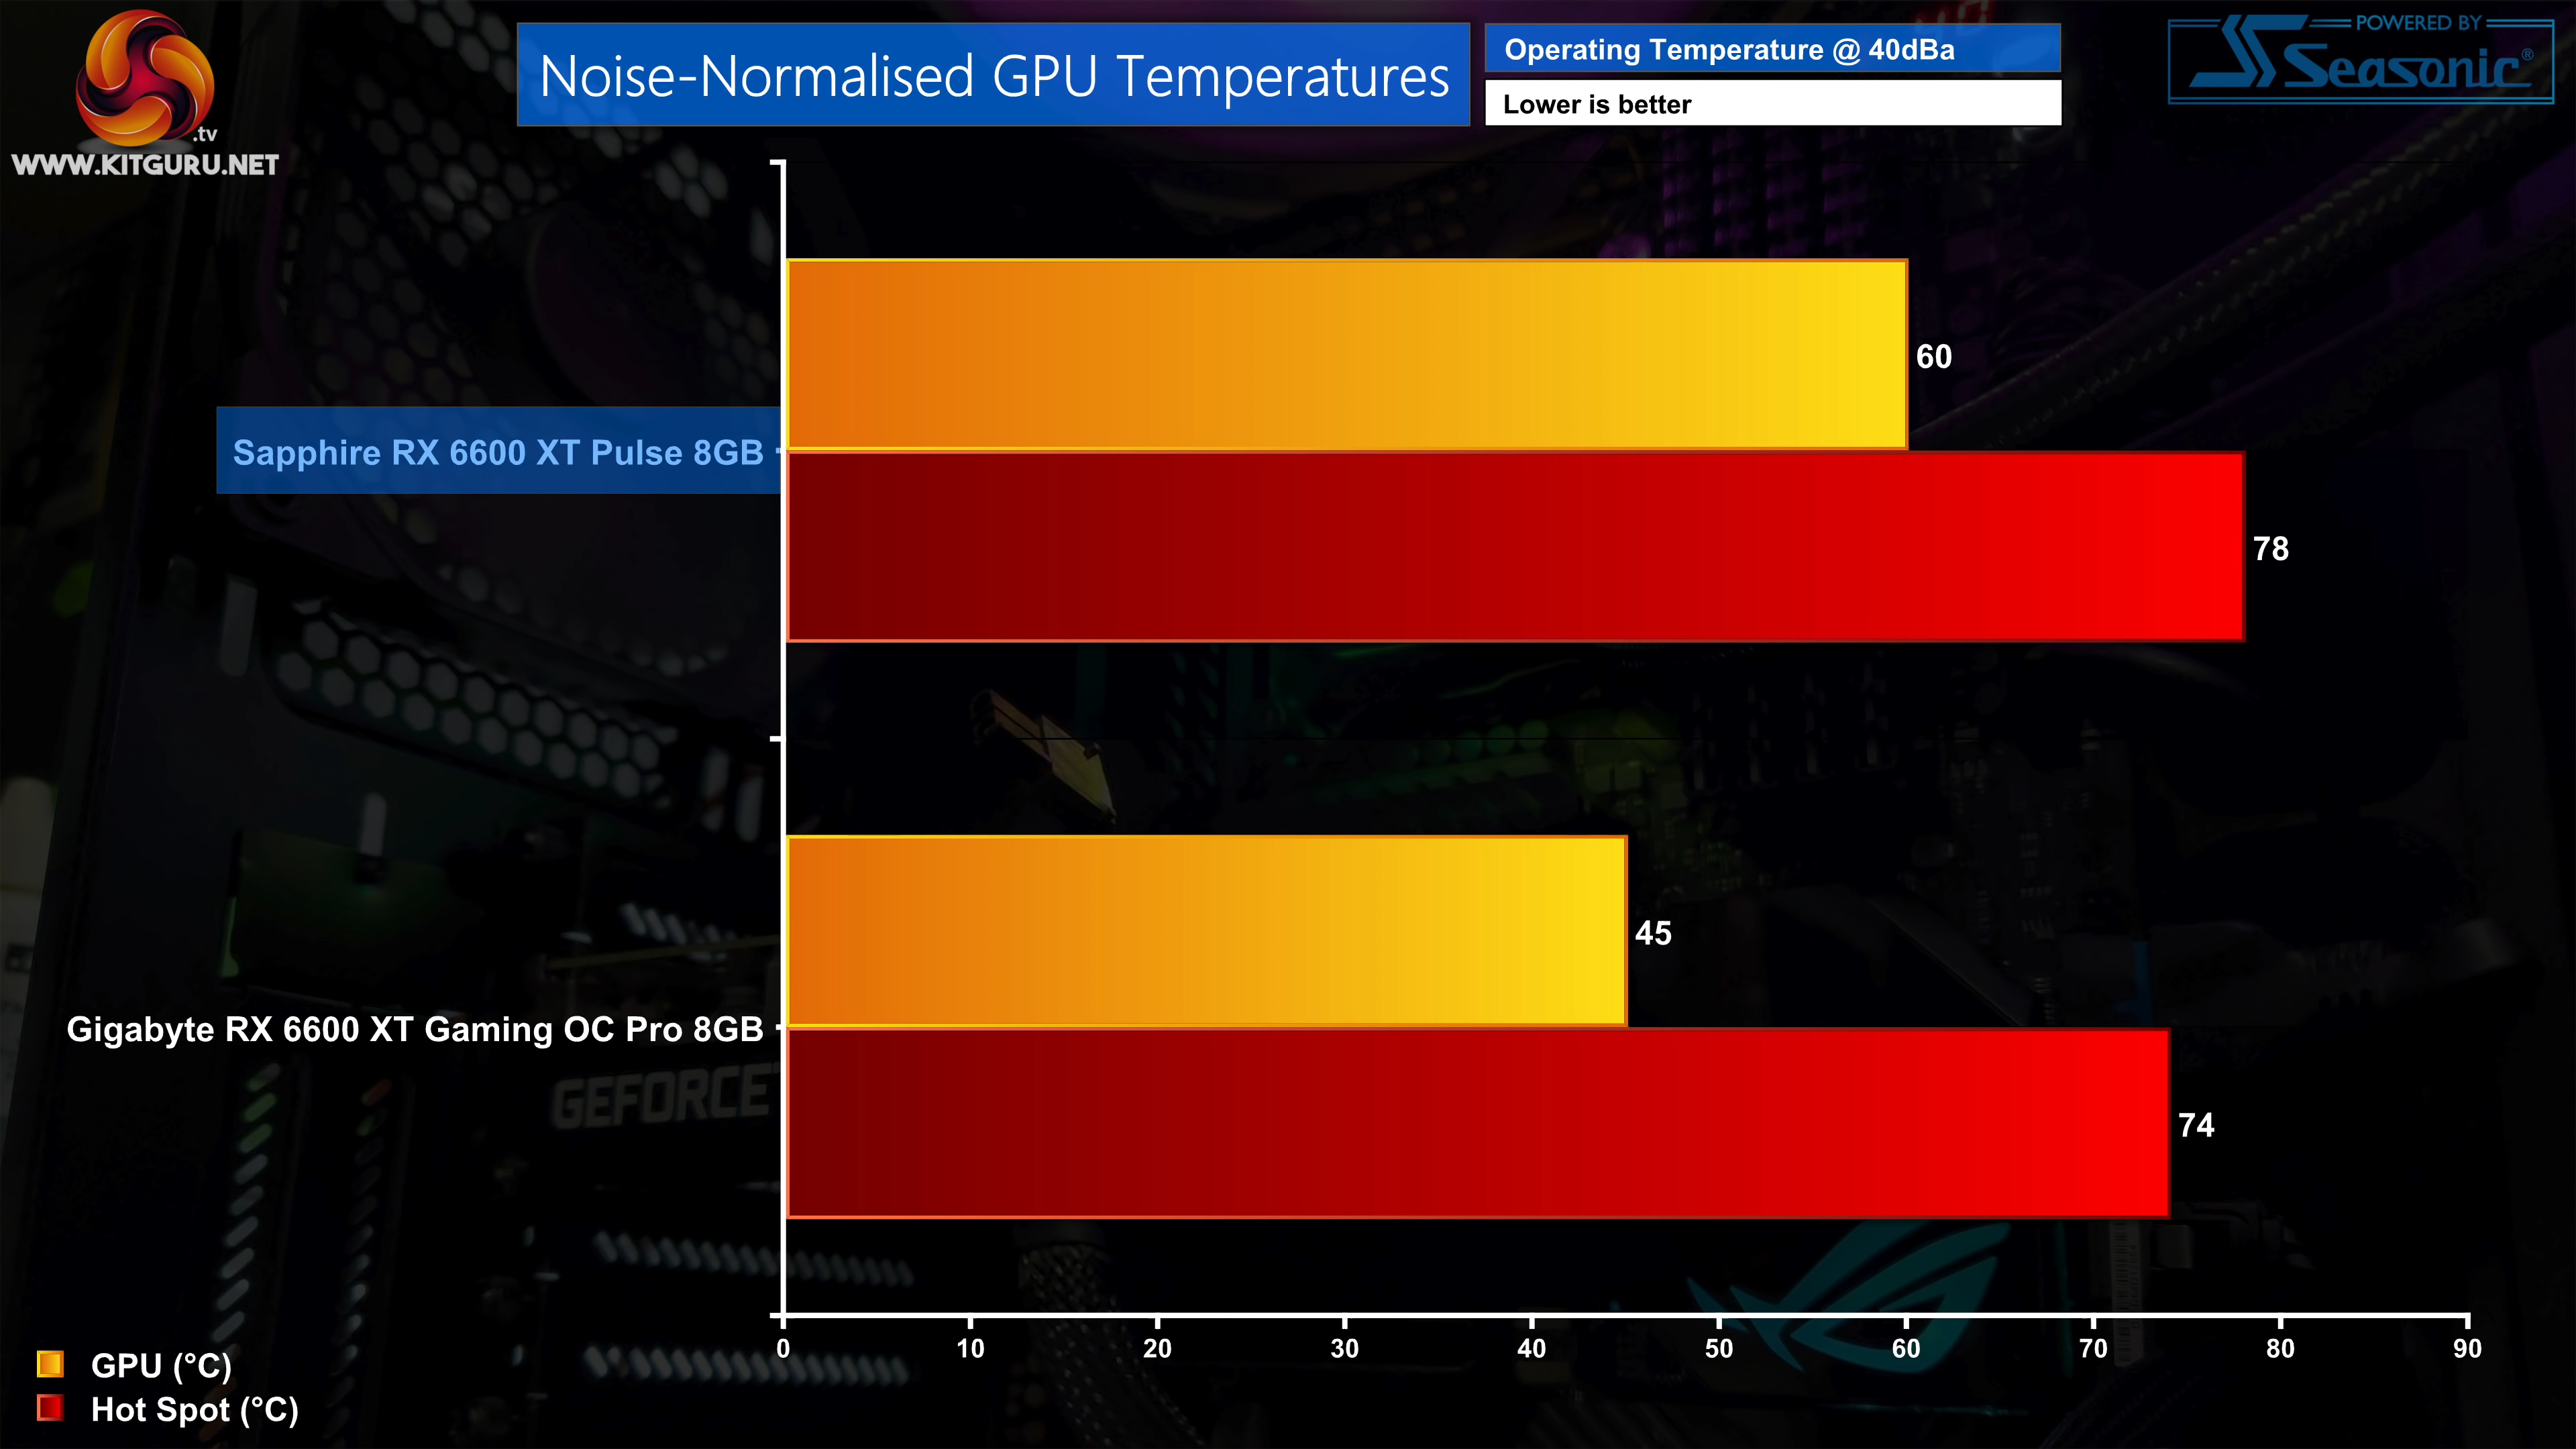 .tv
WWW.KITGURU.NET
Noise-Normalised GPU Temperatures
Operating Temperature @ 40dBa
Lower is better
POWERED BY
Seasonic®
60
Sapphire RX 6600 XT Pulse 8GB
78
45
Gigabyte RX 6600 XT Gaming OC Pro 8GB
74
GEFORCE
0 10 20 30 40 50 60 70 80 90
GPU (°C)
Hot Spot (°C)